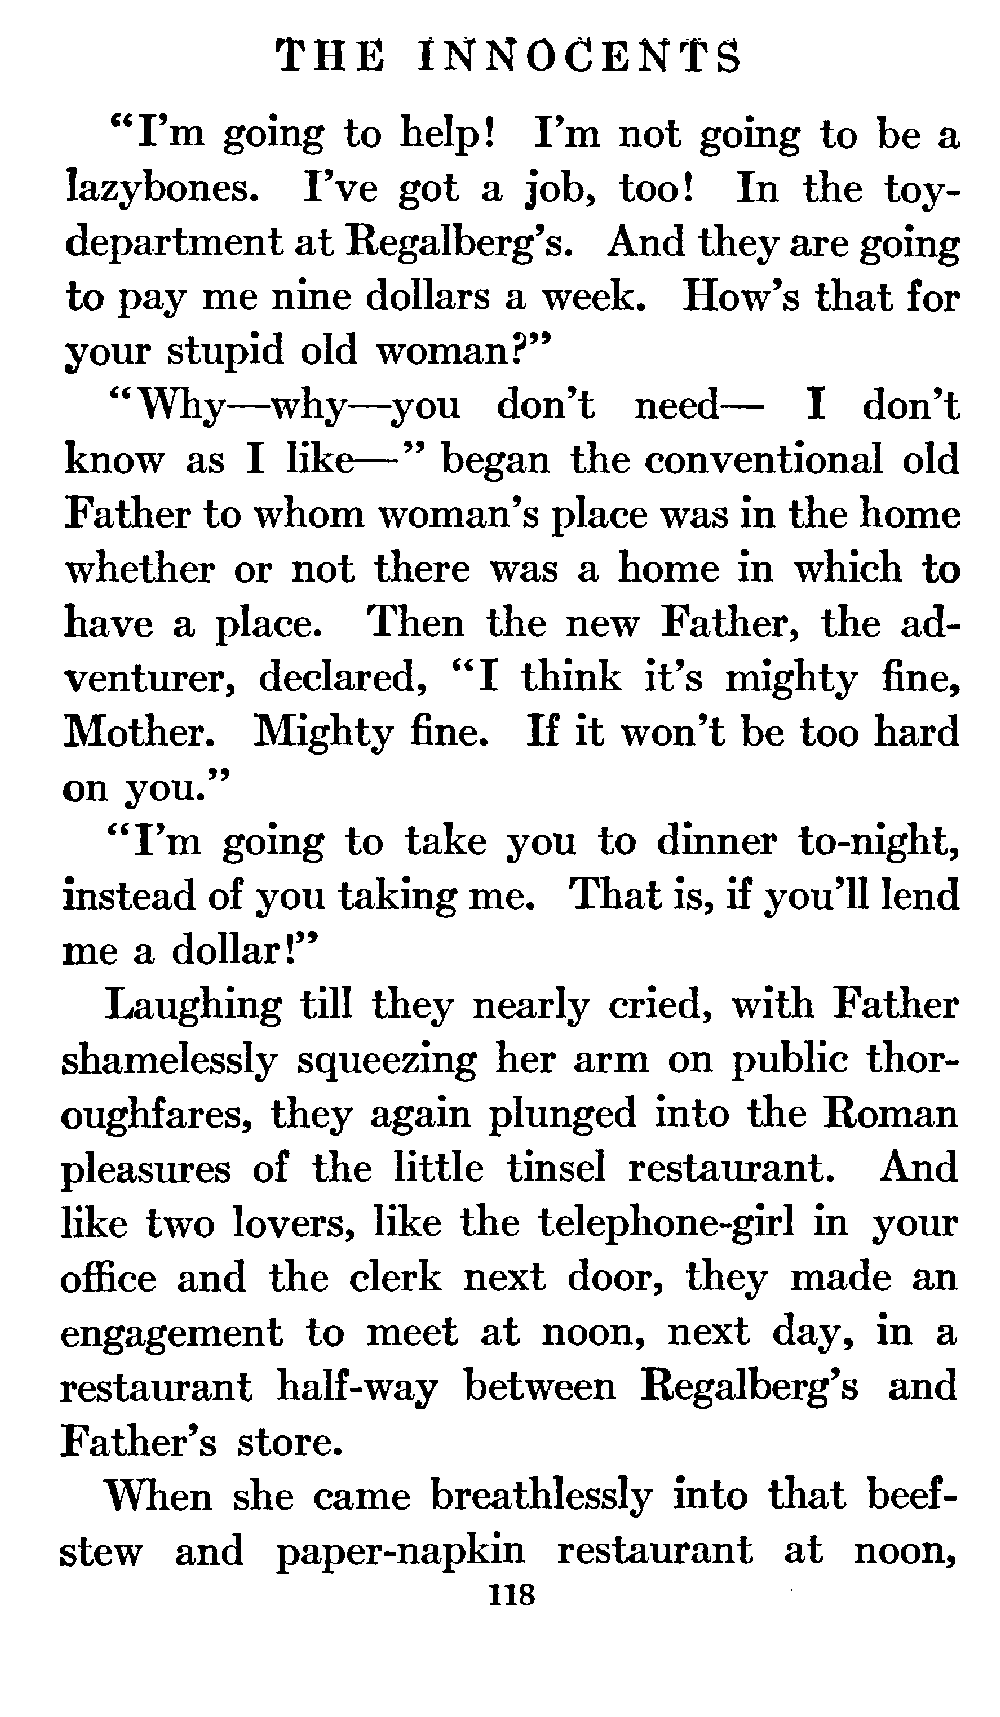 THE INNOCENTS
“I’m going to help! I’m not going to be a
lazybones. I’ve got a job, too! In the toy-
department at Regalberg’s. And they are going
to pay me nine dollars a week. How’s that for
your stupid old woman?”
“Why—why—you don’t need— I don’t
know as I like—” began the conventional old
Father to whom woman’s place was in the home
whether or not there was a home in which to
have a place. Then the new Father, the ad-
venturer, declared, “I think it’s mighty fine,
Mother. Mighty fine. If it won’t be too hard
on you.”
“I’m going to take you to dinner to-night,
instead of you taking me. That is, if you’ll lend
me a dollar!”
Laughing till they nearly cried, with Father
shamelessly squeezing her arm on public thor-
oughfares, they again plunged into the Roman
pleasures of the little tinsel restaurant. And
like two lovers, like the telephone-girl in your
office and the clerk next door, they made an
engagement to meet at noon, next day, in a
restaurant half-way between Regalberg’s and
Father’s store.
When she came breathlessly into that beef-
stew and paper-napkin restaurant at noon,
118